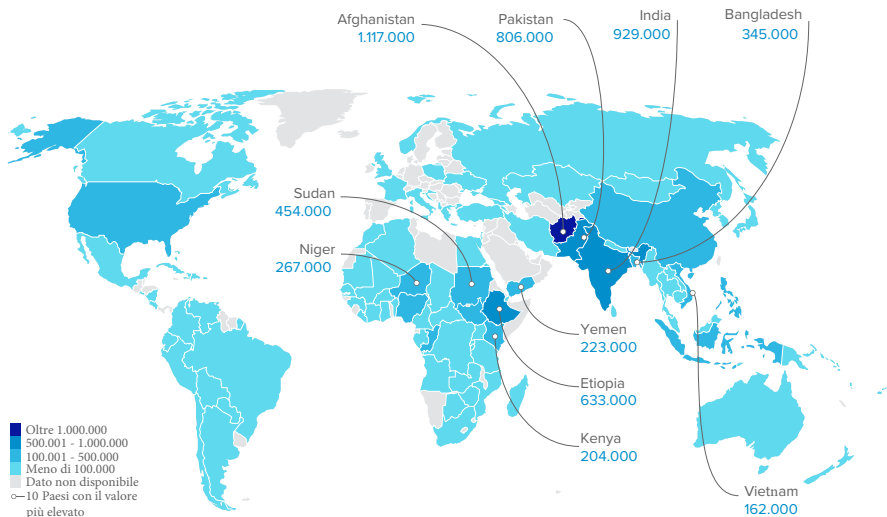 Afghanistan
1.117.000
Pakistan
806.000
India
929.000
Bangladesh
345.000
Sudan
454.000
Niger
267.000
Yemen
223.000
Etiopia
633.000
Kenya
204.000
Vietnam
162.000
Oltre 1.000.000
500.001 - 1.000.000
100.001 - 500.000
Meno di 100.000
Dato non disponibile
10 Paesi con il valore
più elevato